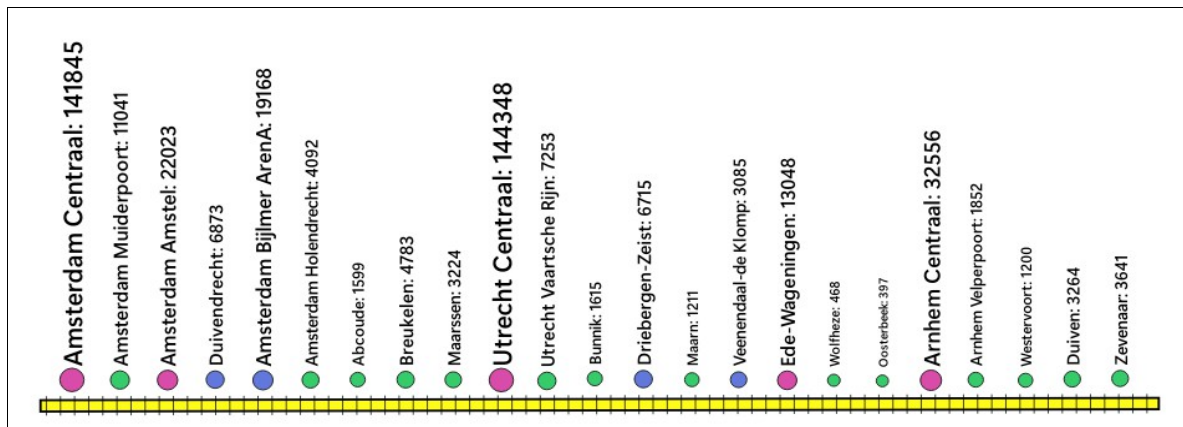 Amsterdam Centraal: 141845
Amsterdam Muiderpoort: 11041
Amsterdam Amstel: 22023
Duivendrecht: 6873
Amsterdam Bijlmer ArenA: 19168
Amsterdam Holendrecht: 4092
Abcoude: 1599
Breukelen: 4783
Maarssen: 3224
Utrecht Centraal: 144348
Utrecht Vaartsche Rijn: 7253
Bunnik: 1615
Driebergen-Zeist: 6715
Maarn: 1211
Veenendaal-de Klomp: 3085
Ede-Wageningen: 13048
Wolfheze: 468
Oosterbeek: 397
Arnhem Centraal: 32556
Arnhem Velperpoort: 1852
Westervoort: 1200
Duiven: 3264
Zevenaar: 3641